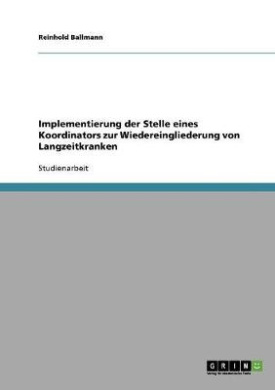 Reinhold Ballmann
Implementierung der Stelle eines
Koordinators zur Wiedereingliederung von
Langzeitkranken
Studienarbeit
GRIN